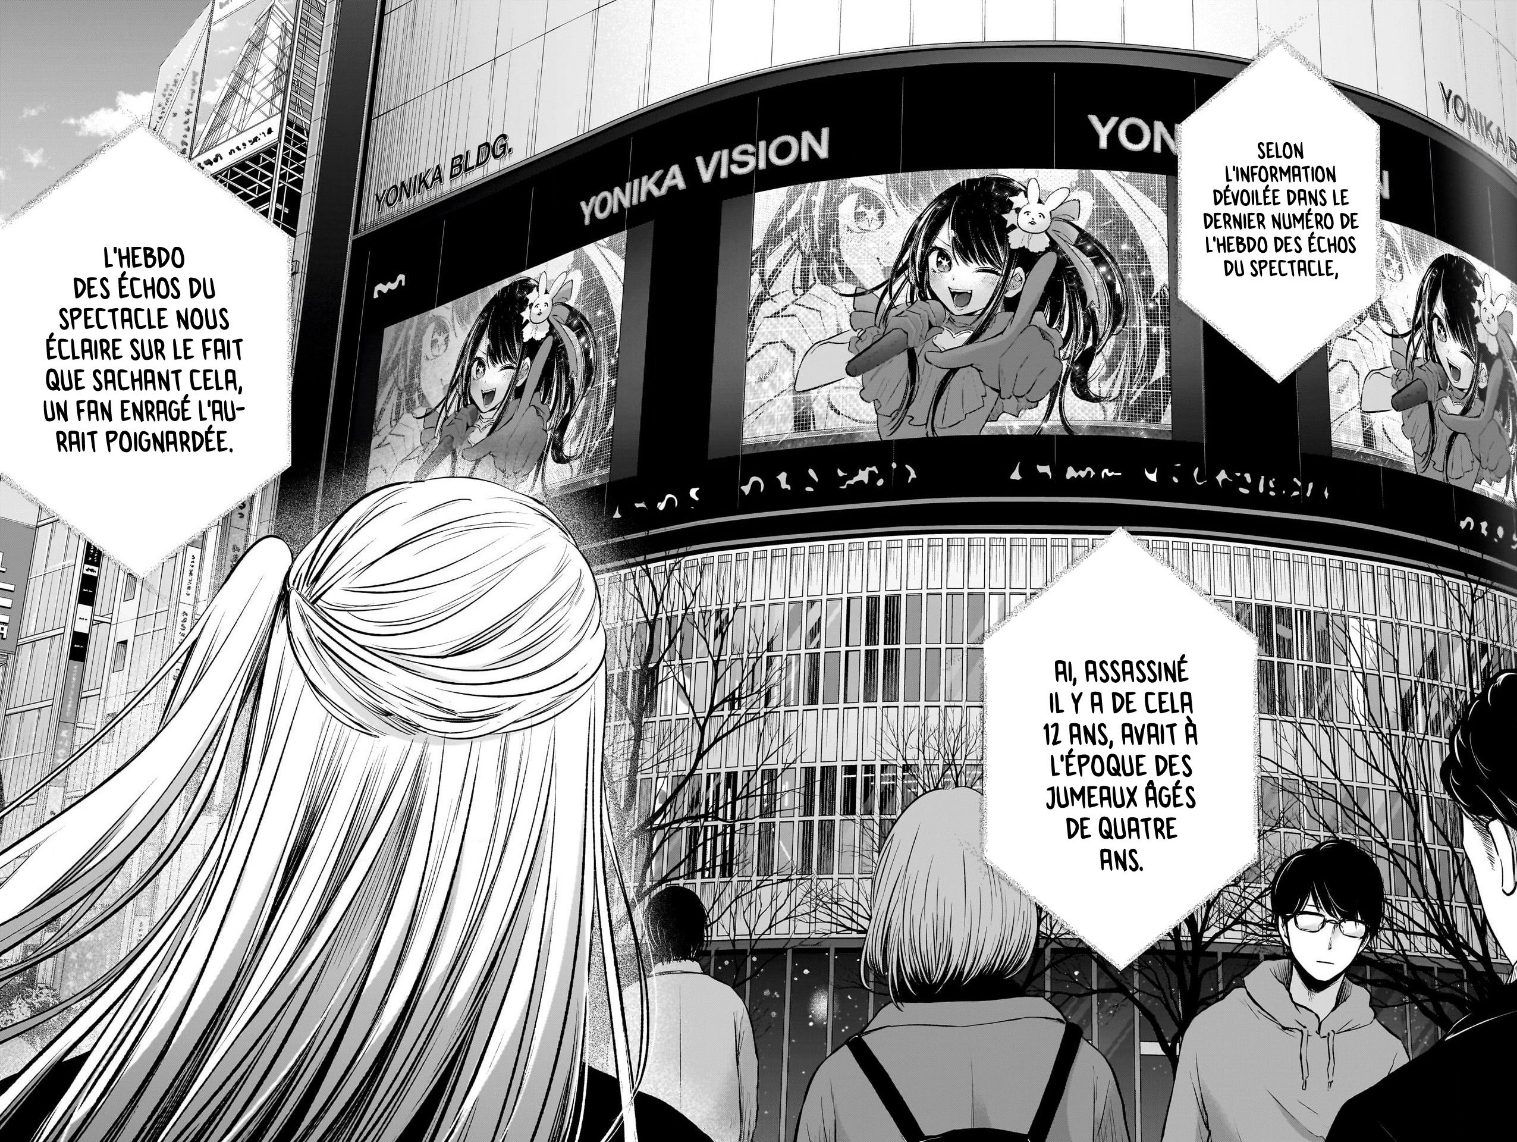 SELON
L'INFORMATION
DÉVOILÉE DANS LE
DERNIER NUMÉRO DE
L'HEBDO DES ÉCHOS
DU SPECTACLE,
AI, ASSASSINÉ
IL Y A DE CELA
12 ANS, AVAIT À
L'ÉPOQUE DES
JUMEAUX ÂGÉS
DE QUATRE
ANS.
L'HEBDO
DES ÉCHOS DU
SPECTACLE NOUS
ÉCLAIRE SUR LE FAIT
QUE SACHANT CELA,
UN FAN ENRAGÉ L'AU-
RAIT POIGNARDÉE.
YONIKA BLDG.
YONIKA VISION
YON
YONIKA B